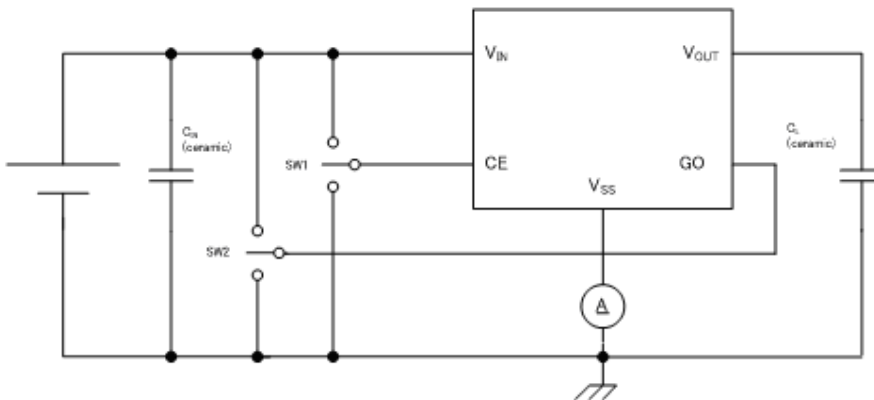 VIN
VOUT
CIN
(ceramic)
CL
(ceramic)
SW1
CE
GO
VSS
SW2
A